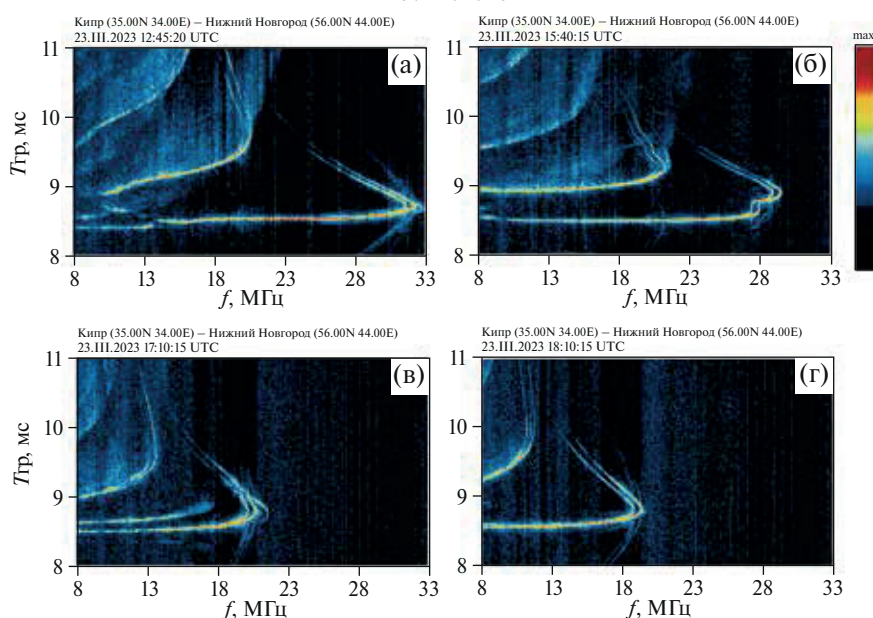 Кипр (35.00N 34.00E) – Нижний Новгород (56.00N 44.00E)
23.III.2023 12:45:20 UTC
(а)
11
10
9
8
Tгр, мс
8 13 18 23 28 33
f, МГц
Кипр (35.00N 34.00E) – Нижний Новгород (56.00N 44.00E)
23.III.2023 15:40:15 UTC
(б)
11
10
9
8
8 13 18 23 28 33
f, МГц
max
Кипр (35.00N 34.00E) – Нижний Новгород (56.00N 44.00E)
23.III.2023 17:10:15 UTC
(в)
11
10
9
8
Tгр, мс
8 13 18 23 28 33
f, МГц
Кипр (35.00N 34.00E) – Нижний Новгород (56.00N 44.00E)
23.III.2023 18:10:15 UTC
(г)
11
10
9
8
8 13 18 23 28 33
f, МГц